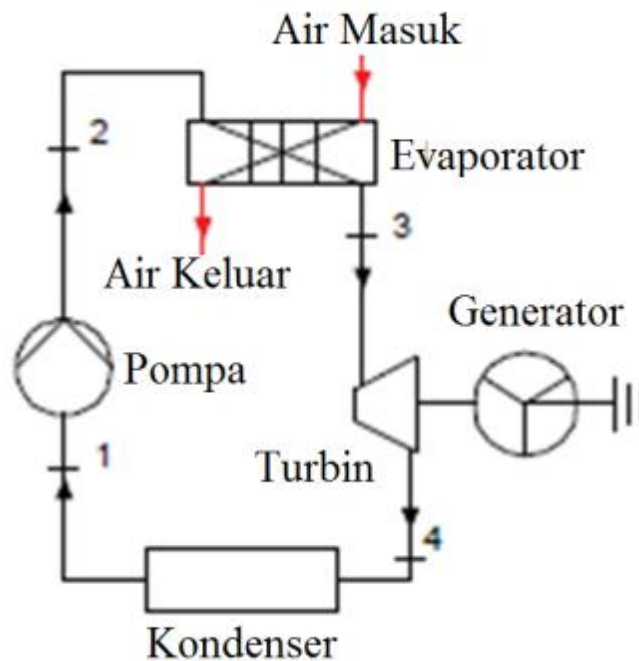 Air Masuk
2
Evaporator
3
Air Keluar
Generator
Pompa
1
Turbin
4
Kondenser